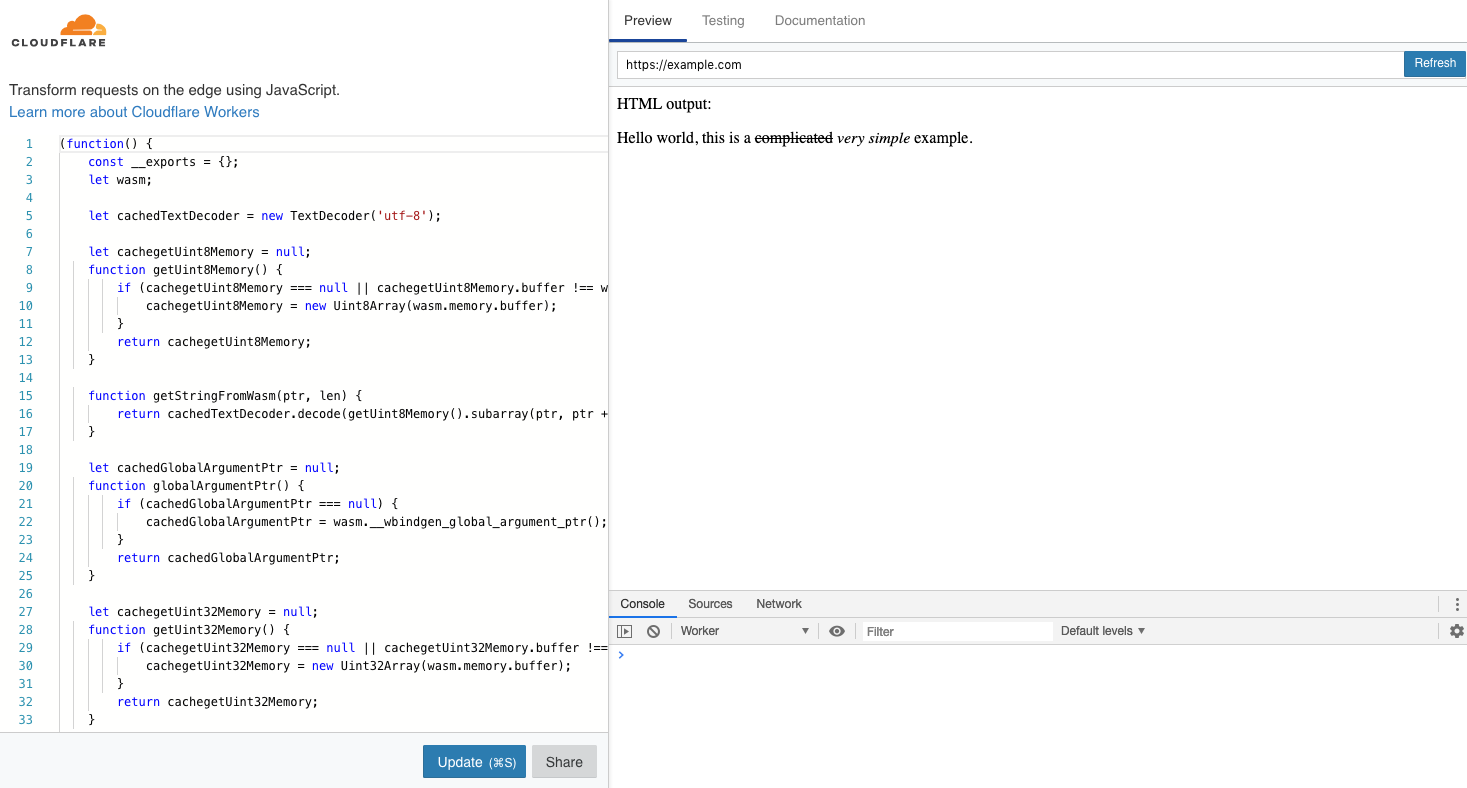 CLOUDFLARE
Transform requests on the edge using JavaScript.
Learn more about Cloudflare Workers
1 (function() {
2 const __exports = {};
3 let wasm;
4
5 let cachedTextDecoder = new TextDecoder('utf-8');
6
7 let cachegetUint8Memory = null;
8 function getUint8Memory() {
9 if (cachegetUint8Memory === null || cachegetUint8Memory.buffer !== w
10 cachegetUint8Memory = new Uint8Array(wasm.memory.buffer);
11 }
12 return cachegetUint8Memory;
13 }
14
15 function getStringFromWasm(ptr, len) {
16 return cachedTextDecoder.decode(getUint8Memory().subarray(ptr, ptr +
17 }
18
19 let cachedGlobalArgumentPtr = null;
20 function globalArgumentPtr() {
21 if (cachedGlobalArgumentPtr === null) {
22 cachedGlobalArgumentPtr = wasm.__wbindgen_global_argument_ptr();
23 }
24 return cachedGlobalArgumentPtr;
25 }
26
27 let cachegetUint32Memory = null;
28 function getUint32Memory() {
29 if (cachegetUint32Memory === null || cachegetUint32Memory.buffer !==
30 cachegetUint32Memory = new Uint32Array(wasm.memory.buffer);
31 }
32 return cachegetUint32Memory;
33 }
Update (⌘S) Share
Preview Testing Documentation
https://example.com Refresh
HTML output:
Hello world, this is a complicated very simple example.
Console Sources Network
Worker Filter Default levels